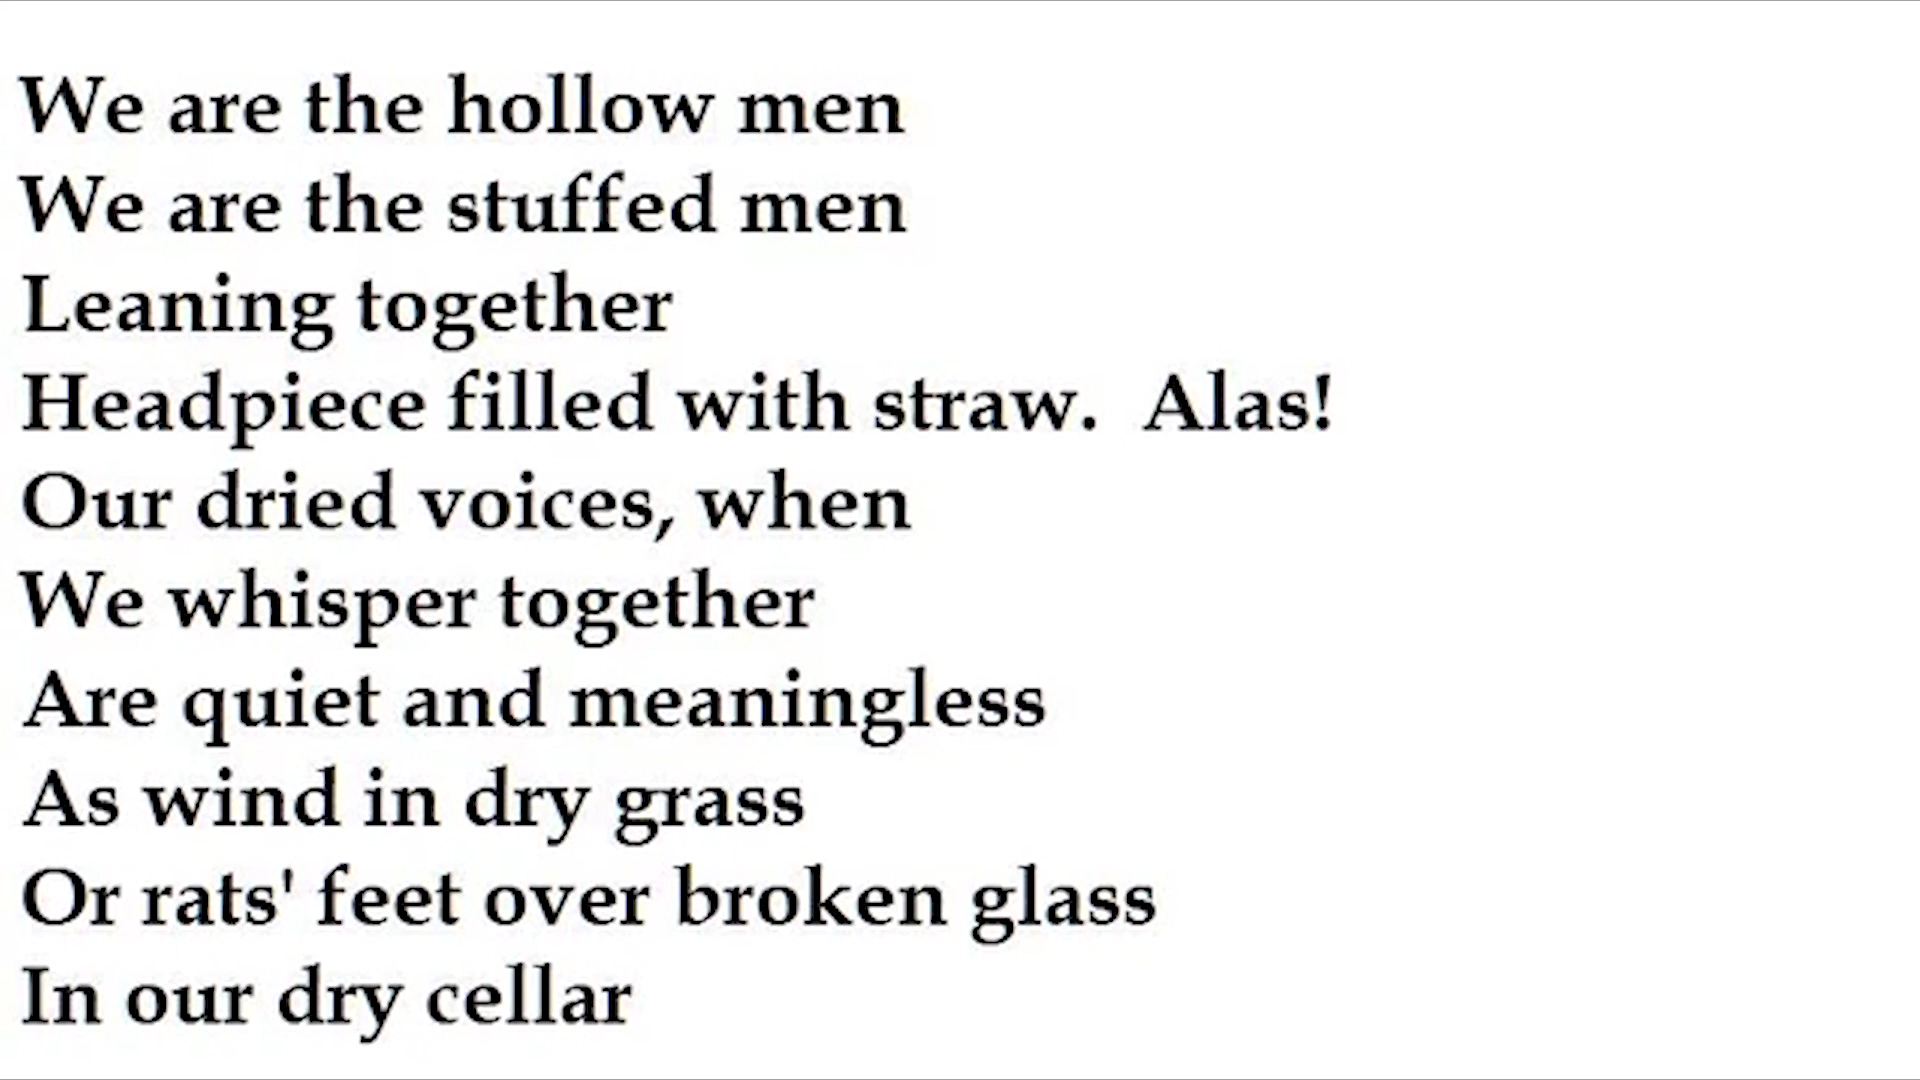 We are the hollow men
We are the stuffed men
Leaning together
Headpiece filled with straw.  Alas!
Our dried voices, when
We whisper together
Are quiet and meaningless
As wind in dry grass
Or rats' feet over broken glass
In our dry cellar